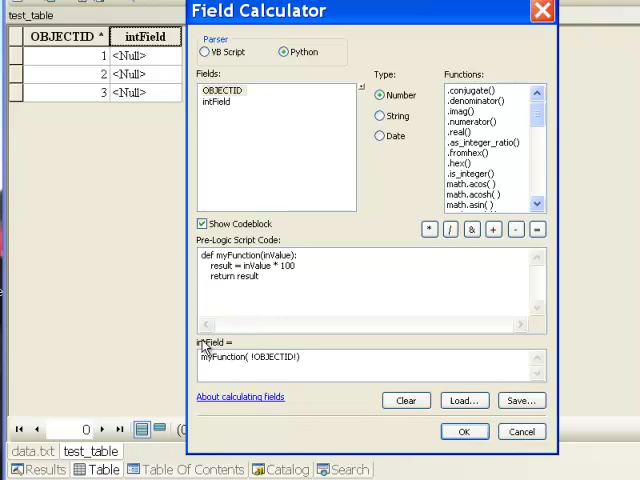 Field Calculator
test_table
OBJECTID *
intField
1
<Null>
2
<Null>
3
<Null>
Parser
VB Script
Python
Fields:
OBJECTID
intField
Type:
Number
String
Date
Functions:
.conjugate()
.denominator()
.imag()
.numerator()
.real()
.as_integer_ratio()
.fromhex()
.hex()
.is_integer()
math.acos( )
math.acosh( )
math.asin( )
Show Codeblock
* / & + - =
Pre-Logic Script Code:
def myFunction(inValue):
result = inValue * 100
return result
intField =
myFunction( !OBJECTID!)
About calculating fields
Clear
Load...
Save...
OK
Cancel
0
(0
data.txt
test_table
Results
Table
Table Of Contents
Catalog
Search